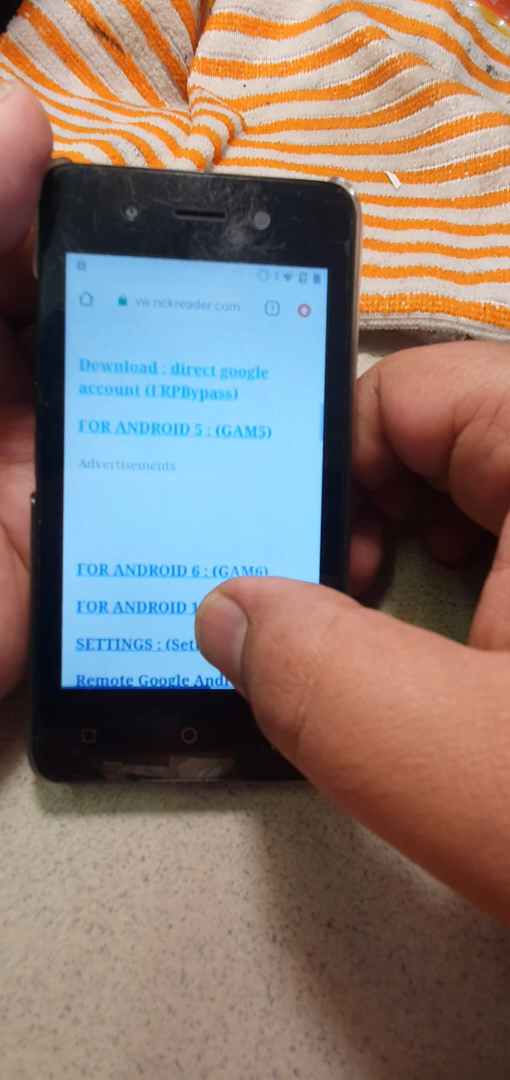 vw.nckreader.com
Download : direct google
account (FRPBypass)
FOR ANDROID 5 : (GAM5)
Advertisements
FOR ANDROID 6 : (GAM6)
FOR ANDROID
SETTINGS :
Remote Google